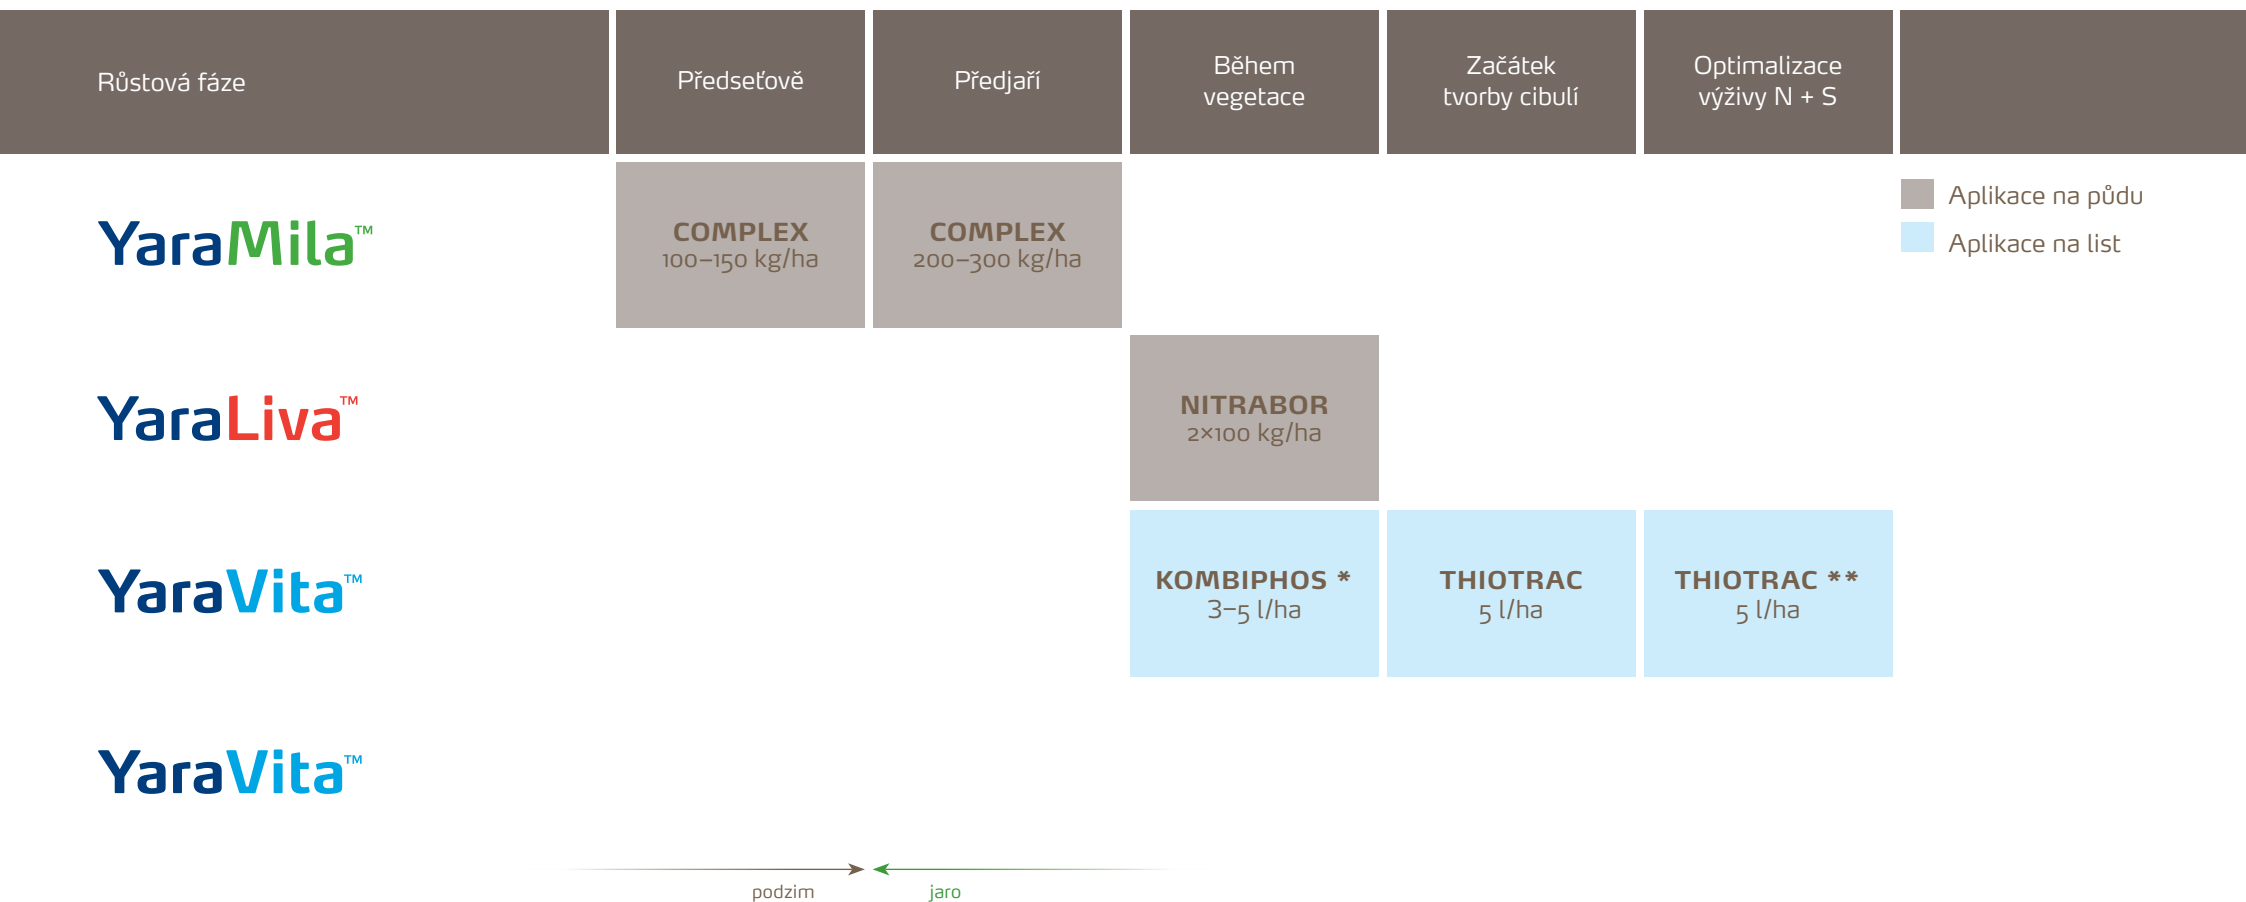 Růstová fáze
Předseťově
Předjaří
Během
vegetace
Začátek
tvorby cibulí
Optimalizace
výživy N + S
YaraMila™
COMPLEX
100–150 kg/ha
COMPLEX
200–300 kg/ha
Aplikace na půdu
Aplikace na list
YaraLiva™
NITRABOR
2×100 kg/ha
YaraVita™
KOMBIPHOS *
3–5 l/ha
THIOTRAC
5 l/ha
THIOTRAC **
5 l/ha
YaraVita™
podzim
jaro